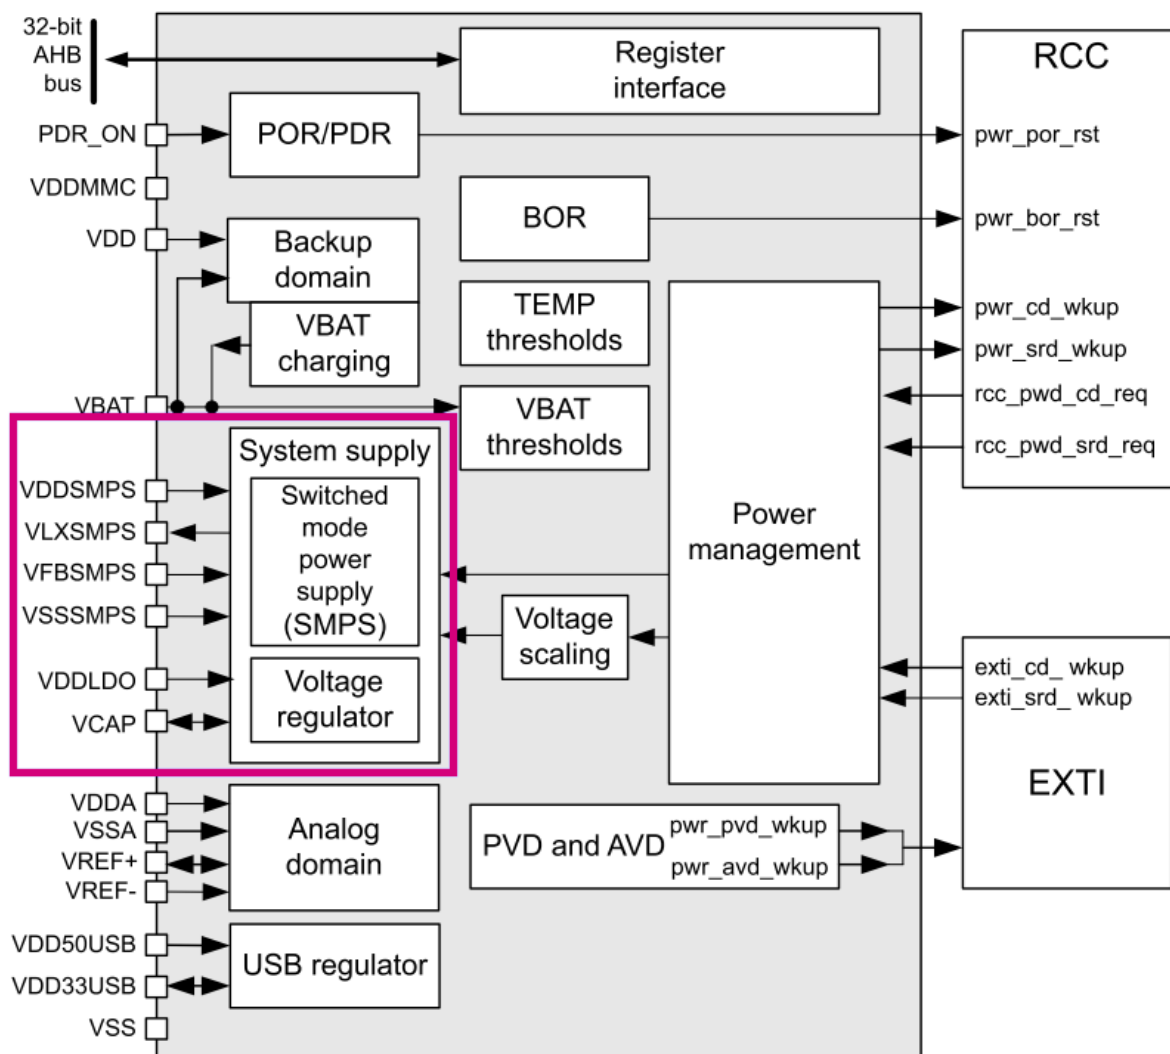 32-bit
AHB
bus
Register
interface
RCC
PDR_ON
POR/PDR
pwr_por_rst
VDDMMC
BOR
pwr_bor_rst
VDD
Backup
domain
TEMP
thresholds
pwr_cd_wkup
VBAT
charging
pwr_srd_wkup
rcc_pwd_cd_req
VBAT
VBAT
thresholds
rcc_pwd_srd_req
System supply
VDDSMPS
Switched
mode
power
supply
(SMPS)
VLXSMPS
VFBSMPS
VSSSMPS
Power
management
Voltage
scaling
VDDLDO
Voltage
regulator
VCAP
exti_cd_ wkup
exti_srd_ wkup
EXTI
VDDA
VSSA
VREF+
VREF-
Analog
domain
PVD and AVD
pwr_pvd_wkup
pwr_avd_wkup
VDD50USB
USB regulator
VDD33USB
VSS